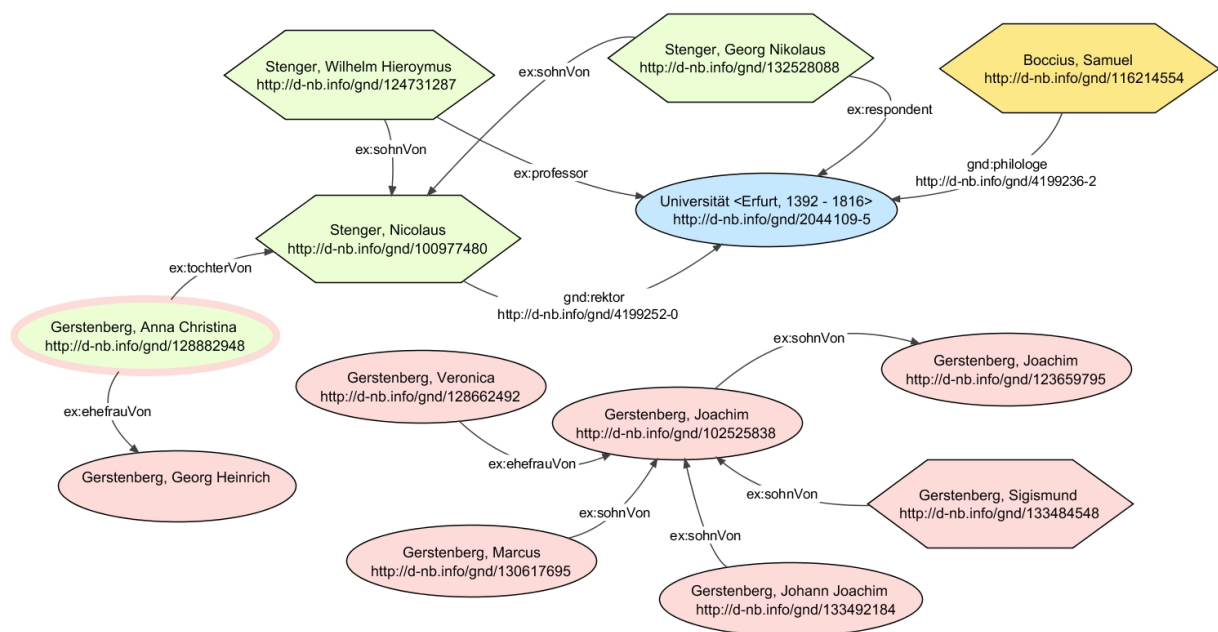 Stenger, Wilhelm Hieroymus
http://d-nb.info/gnd/124731287
Stenger, Georg Nikolaus
http://d-nb.info/gnd/132528088
Boccius, Samuel
http://d-nb.info/gnd/116214554
ex:sohnVon
ex:respondent
ex:sohnVon
ex:professor
gnd:philologe
http://d-nb.info/gnd/4199236-2
Universität <Erfurt, 1392 - 1816>
http://d-nb.info/gnd/2044109-5
Stenger, Nicolaus
http://d-nb.info/gnd/100977480
ex:tochterVon
gnd:rektor
http://d-nb.info/gnd/4199252-0
Gerstenberg, Anna Christina
http://d-nb.info/gnd/128882948
ex:sohnVon
Gerstenberg, Joachim
http://d-nb.info/gnd/123659795
Gerstenberg, Veronica
http://d-nb.info/gnd/128662492
ex:ehefrauVon
Gerstenberg, Joachim
http://d-nb.info/gnd/102525838
ex:ehefrauVon
Gerstenberg, Georg Heinrich
ex:sohnVon
Gerstenberg, Sigismund
http://d-nb.info/gnd/133484548
ex:sohnVon
ex:sohnVon
Gerstenberg, Marcus
http://d-nb.info/gnd/130617695
Gerstenberg, Johann Joachim
http://d-nb.info/gnd/133492184